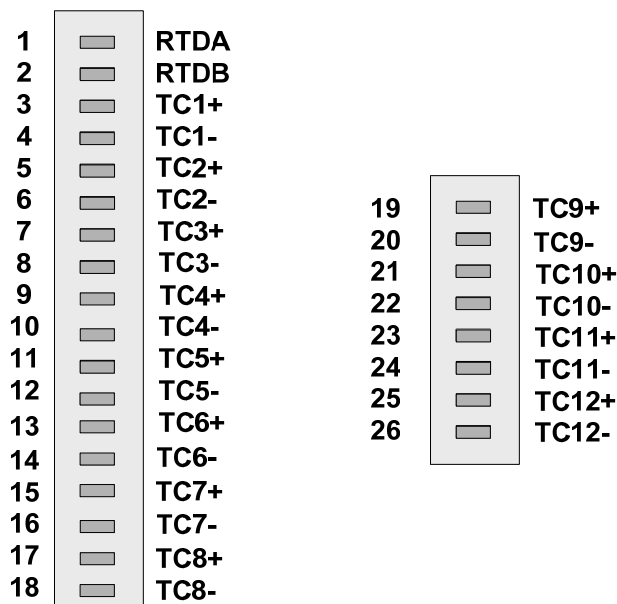 1 RTDA
2 RTDB
3 TC1+
4 TC1-
5 TC2+
6 TC2-
7 TC3+
8 TC3-
9 TC4+
10 TC4-
11 TC5+
12 TC5-
13 TC6+
14 TC6-
15 TC7+
16 TC7-
17 TC8+
18 TC8-
19 TC9+
20 TC9-
21 TC10+
22 TC10-
23 TC11+
24 TC11-
25 TC12+
26 TC12-